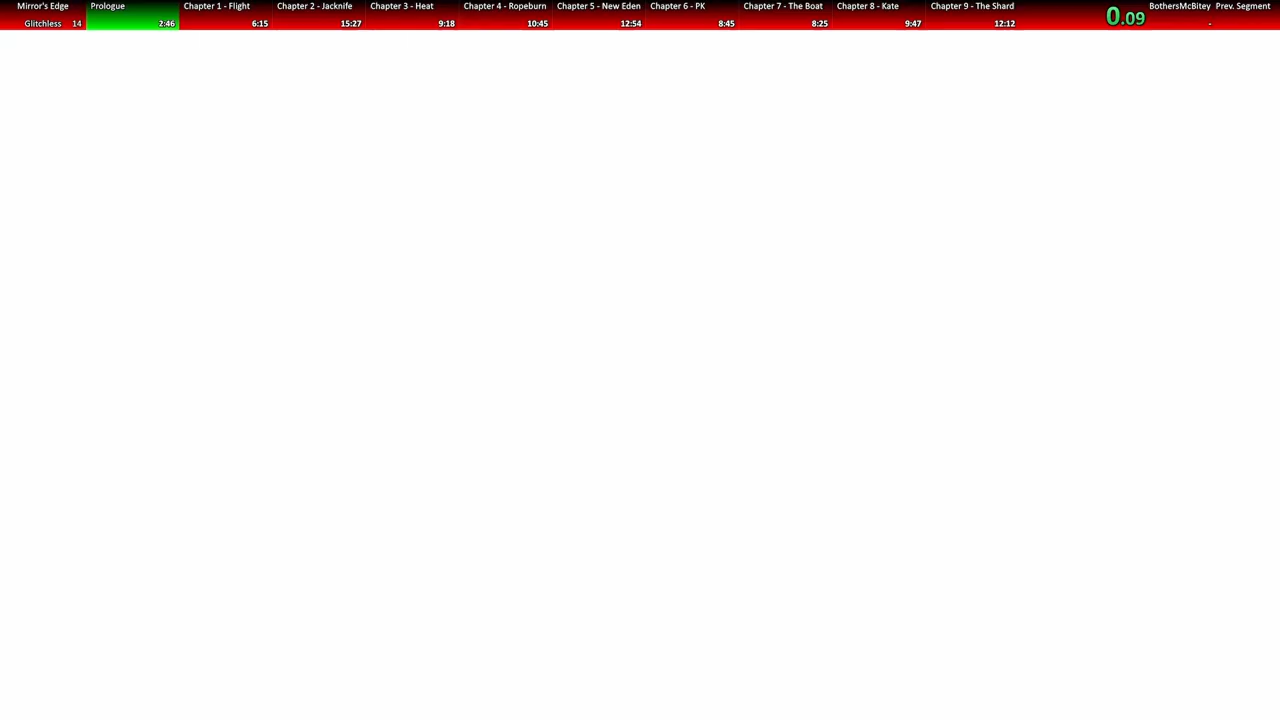 Mirror's Edge
Glitchless 14
Prologue
2:46
Chapter 1 - Flight
6:15
Chapter 2 - Jacknife
15:27
Chapter 3 - Heat
9:18
Chapter 4 - Ropeburn
10:45
Chapter 5 - New Eden
12:54
Chapter 6 - PK
8:45
Chapter 7 - The Boat
8:25
Chapter 8 - Kate
9:47
Chapter 9 - The Shard
12:12
0.09
BothersMcBitey
Prev. Segment
-